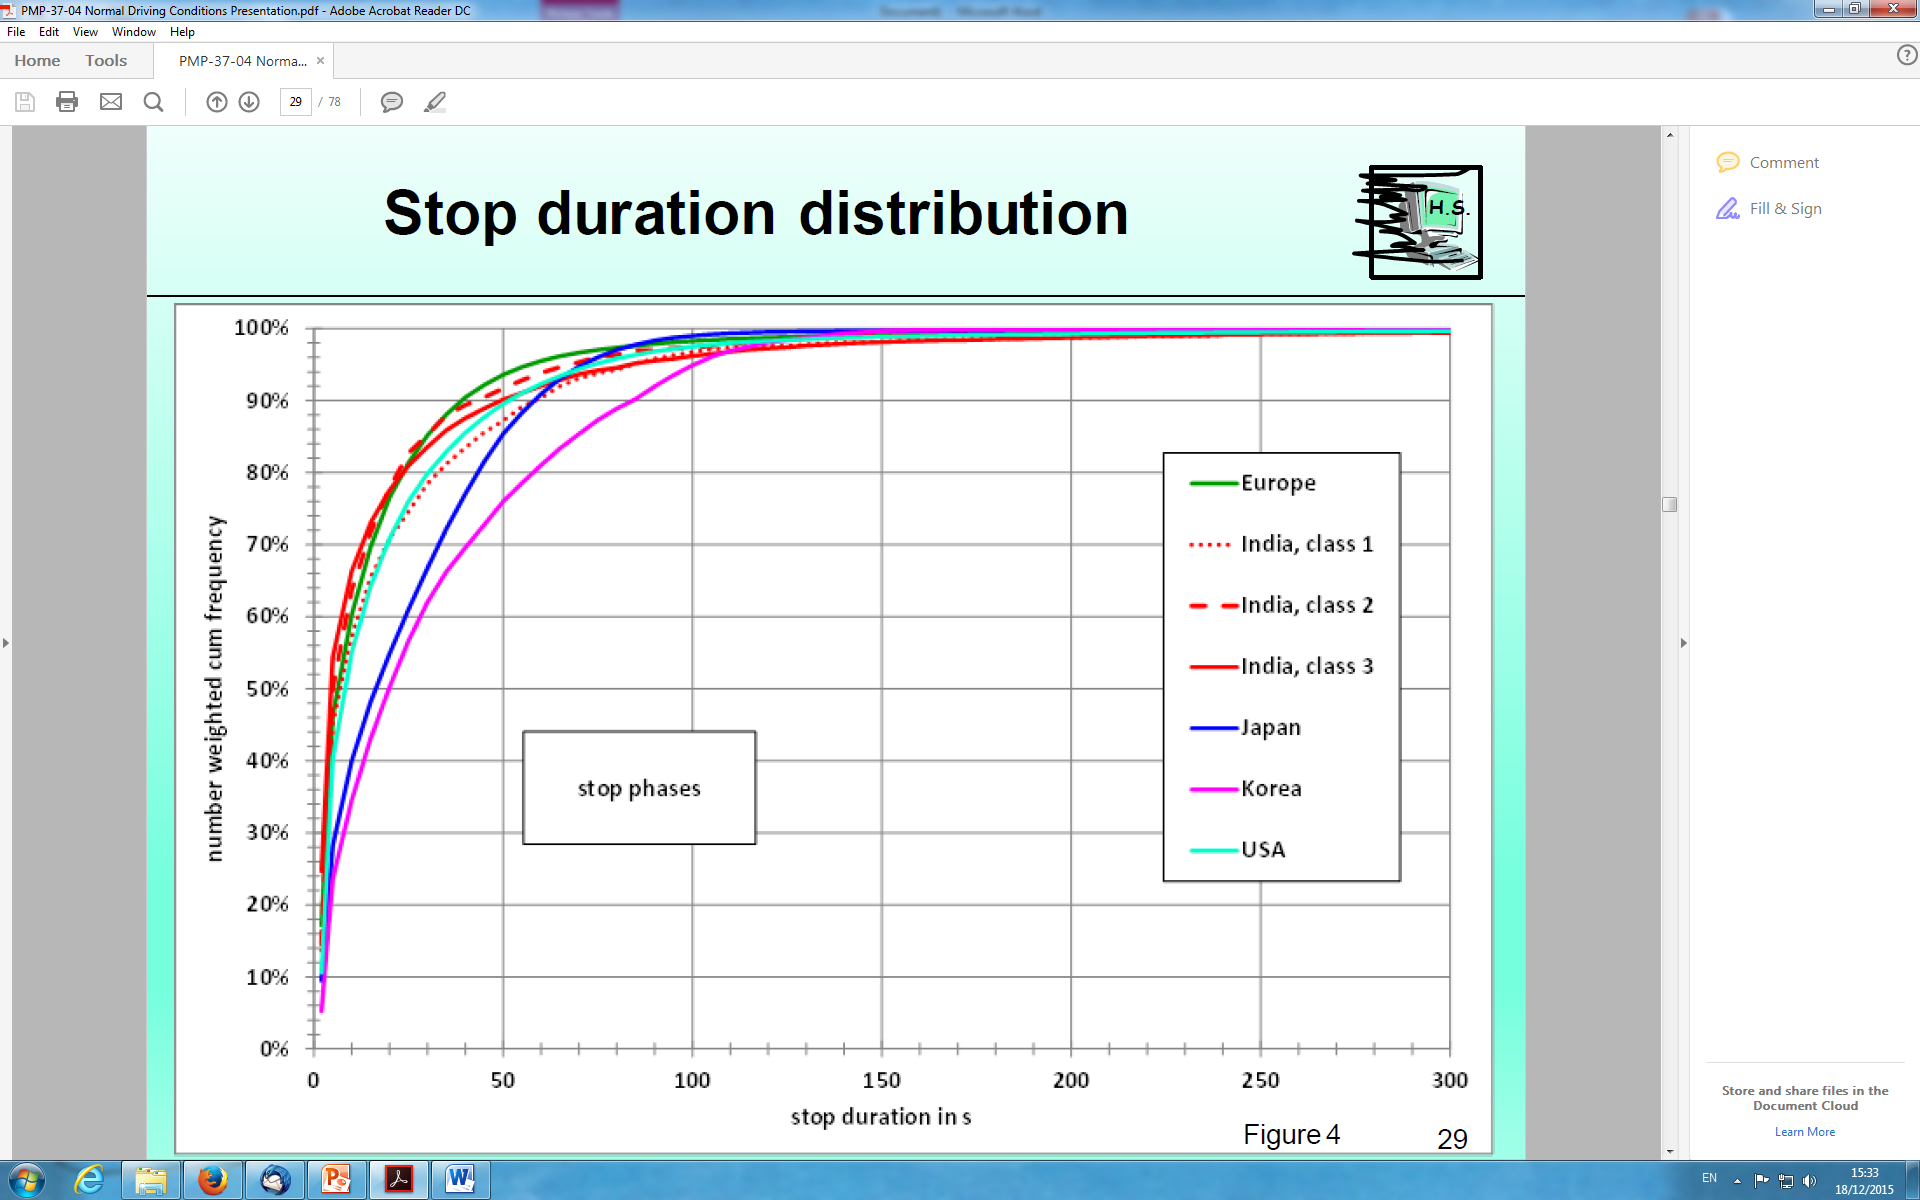 PMP-37-04 Normal Driving Conditions Presentation.pdf - Adobe Acrobat Reader DC
File Edit View Window Help
Home Tools PMP-37-04 Norma... ×
29 / 78
Comment
Fill & Sign
Stop duration distribution
H.S.
100%
90%
80%
70%
60%
50%
40%
30%
20%
10%
0%
number weighted cum frequency
Europe
India, class 1
India, class 2
India, class 3
Japan
Korea
USA
stop phases
0 50 100 150 200 250 300
stop duration in s
Figure 4
29
Store and share files in the
Document Cloud
Learn More
EN
15:33
18/12/2015